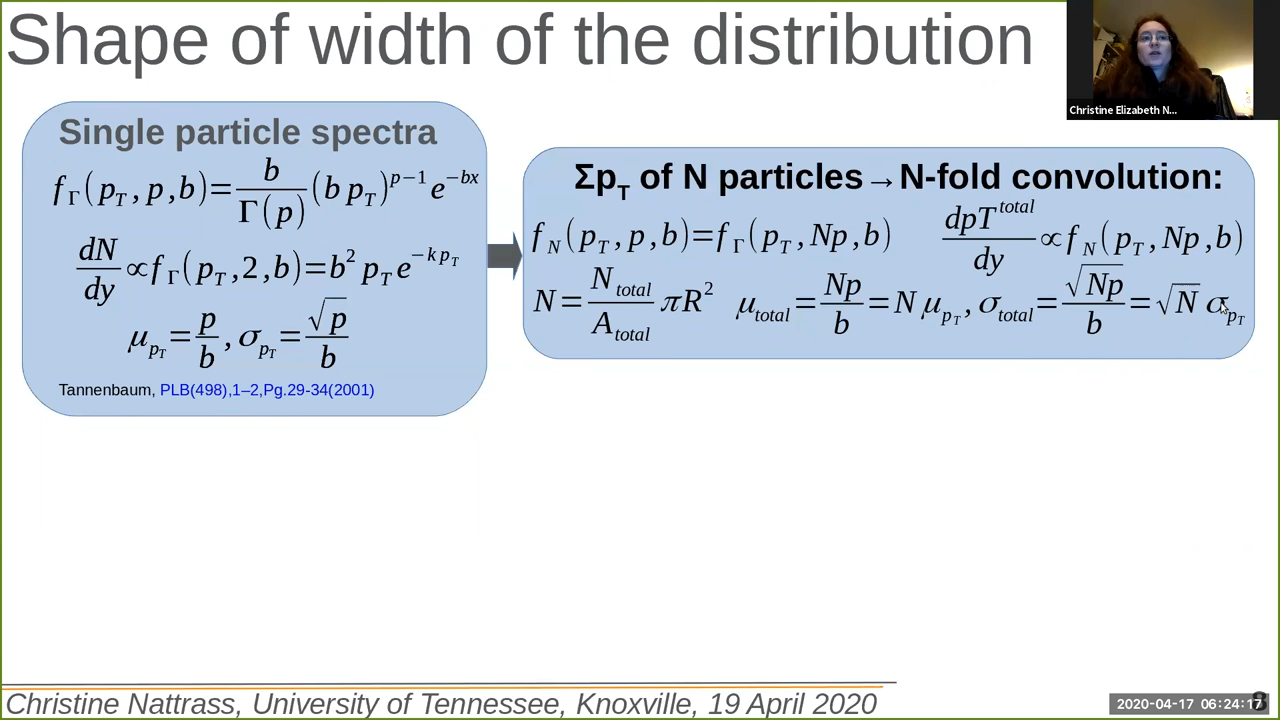 Shape of width of the distribution
Christine Elizabeth N...
Single particle spectra
f_Γ(p_T, p, b) = b/Γ(p) (b p_T)^{p−1} e^{−bx}
dN/dy ∝ f_Γ(p_T, 2, b) = b² p_T e^{−k p_T}
μ_{p_T} = p/b, σ_{p_T} = √p/b
Tannenbaum, PLB(498),1–2,Pg.29-34(2001)
Σp_T of N particles→N-fold convolution:
f_N(p_T, p, b) = f_Γ(p_T, Np, b) dpT^{total}/dy ∝ f_N(p_T, Np, b)
N = N_{total}/A_{total} πR² μ_{total} = Np/b = N μ_{p_T}, σ_{total} = √Np/b = √N σ_{p_T}
Christine Nattrass, University of Tennessee, Knoxville, 19 April 2020
2020-04-17 06:24:17
8